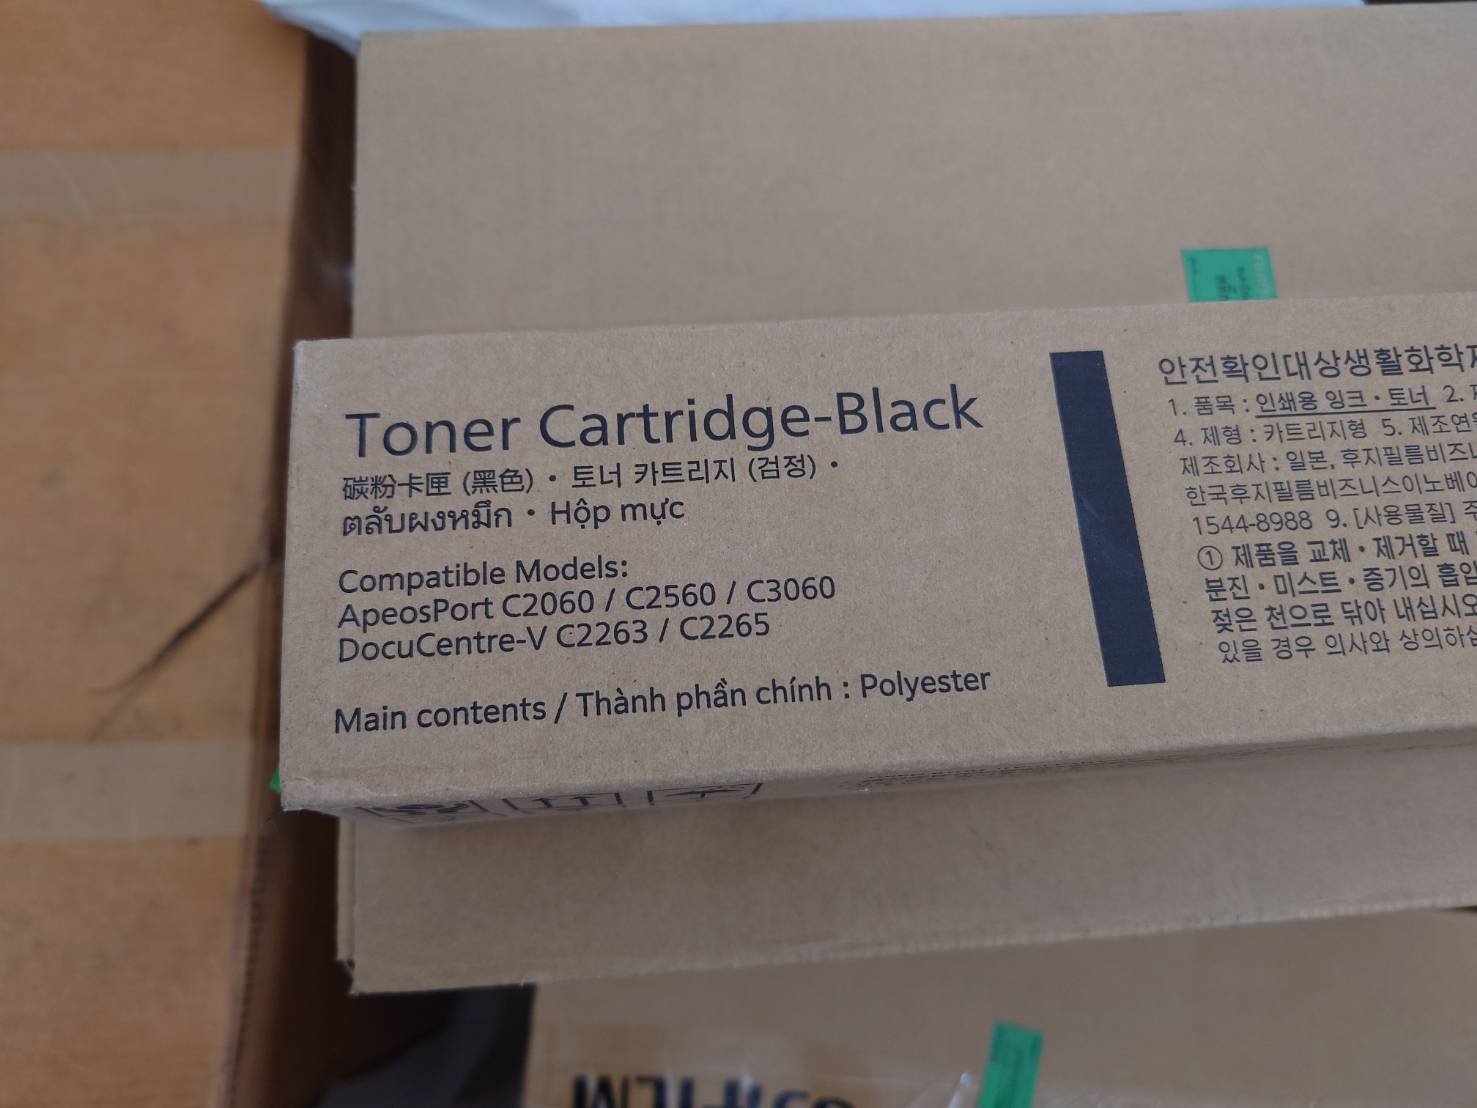 Toner Cartridge-Black
碳粉卡匣 (黑色)・토너 카트리지 (검정)・
ตลับผงหมึก・Hộp mực
Compatible Models:
ApeosPort C2060 / C2560 / C3060
DocuCentre-V C2263 / C2265
Main contents / Thành phần chính : Polyester
안전확인대상생활화학제
1. 품목 : 인쇄용 잉크・토너 2.
4. 제형 : 카트리지형 5. 제조연
제조회사 : 일본, 후지필름비즈니
한국후지필름비즈니스이노베이
1544-8988 9. [사용물질] 주
① 제품을 교체・제거할 때
분진・미스트・증기의 흡입
젖은 천으로 닦아 내십시오
있을 경우 의사와 상의하십